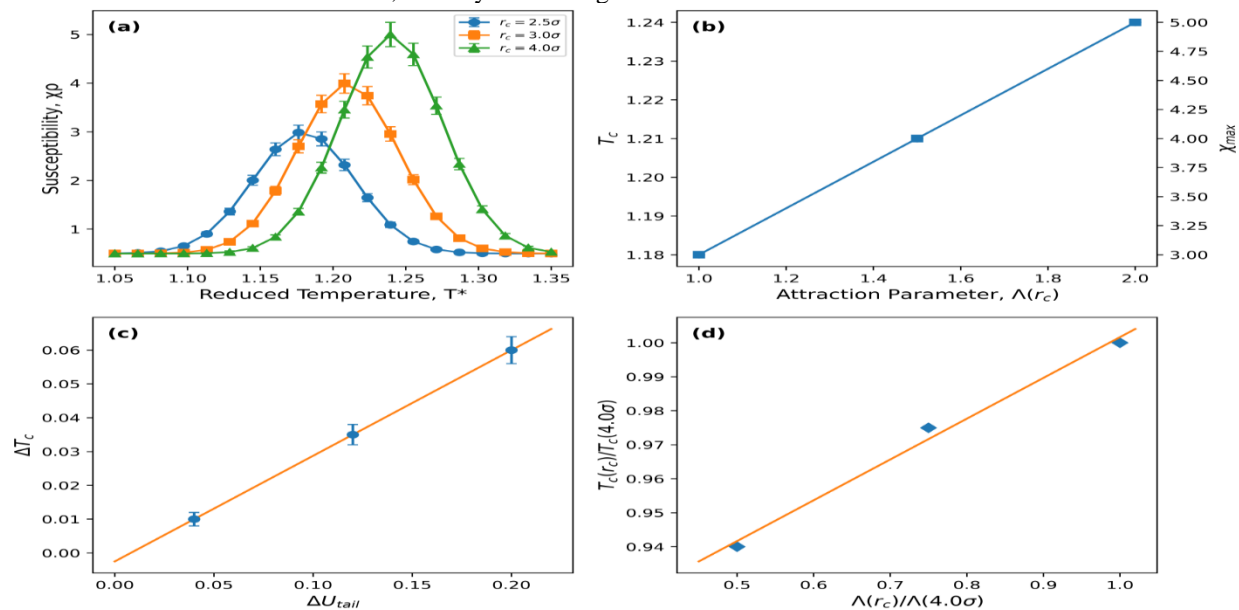 (a)
r_c = 2.5σ
r_c = 3.0σ
r_c = 4.0σ
Susceptibility, χρ
5
4
3
2
1
1.05 1.10 1.15 1.20 1.25 1.30 1.35
Reduced Temperature, T*
(b)
T_c
1.24
1.23
1.22
1.21
1.20
1.19
1.18
5.00
4.75
4.50
4.25
4.00
3.75
3.50
3.25
3.00
χ_max
1.0 1.2 1.4 1.6 1.8 2.0
Attraction Parameter, Λ(r_c)
(c)
ΔT_c
0.06
0.05
0.04
0.03
0.02
0.01
0.00
0.00 0.05 0.10 0.15 0.20
ΔU_tail
(d)
T_c(r_c)/T_c(4.0σ)
1.00
0.99
0.98
0.97
0.96
0.95
0.94
0.5 0.6 0.7 0.8 0.9 1.0
Λ(r_c)/Λ(4.0σ)